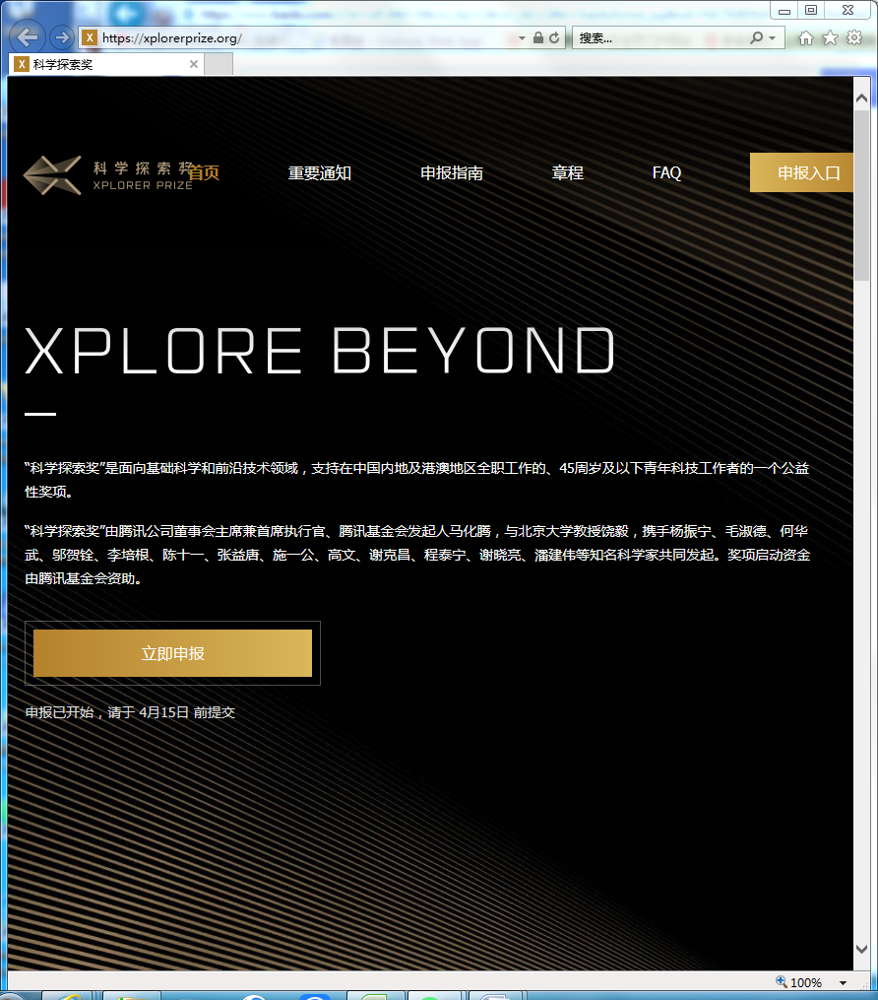 X https://xplorerprize.org/ 搜索...
X 科学探索奖
科学探索奖
XPLORER PRIZE
首页 重要通知 申报指南 章程 FAQ 申报入口
XPLORE BEYOND
“科学探索奖”是面向基础科学和前沿技术领域，支持在中国内地及港澳地区全职工作的、45周岁及以下青年科技工作者的一个公益
性奖项。
“科学探索奖”由腾讯公司董事会主席兼首席执行官、腾讯基金会发起人马化腾，与北京大学教授饶毅，携手杨振宁、毛淑德、何华
武、邬贺铨、李培根、陈十一、张益唐、施一公、高文、谢克昌、程泰宁、谢晓亮、潘建伟等知名科学家共同发起。奖项启动资金
由腾讯基金会资助。
立即申报
申报已开始，请于 4月15日 前提交
100%